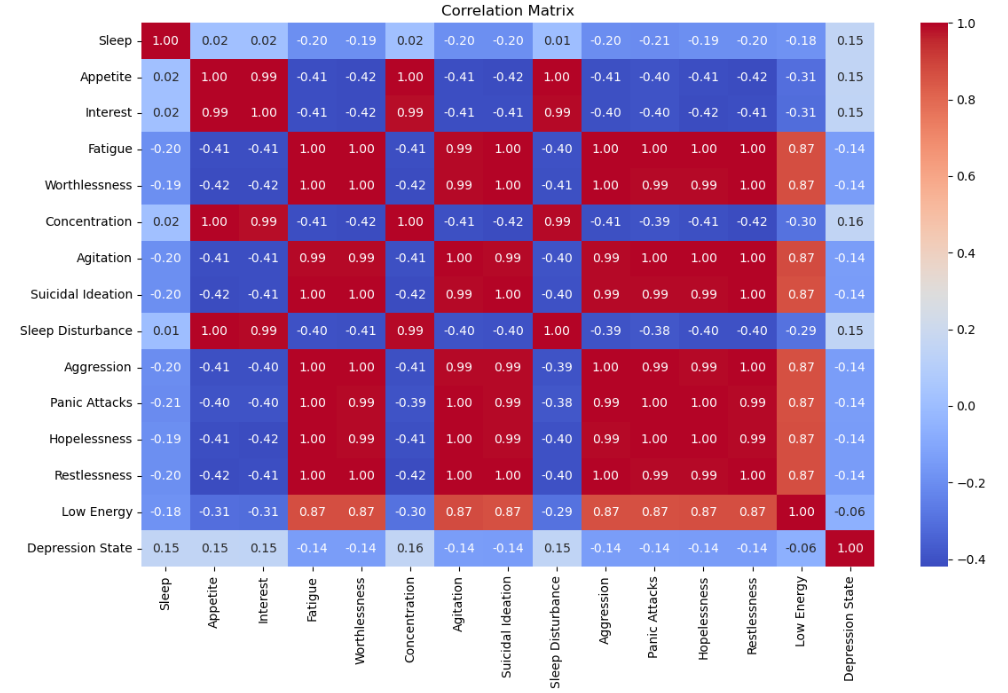 Correlation Matrix
Sleep 1.00 0.02 0.02 -0.20 -0.19 0.02 -0.20 -0.20 0.01 -0.20 -0.21 -0.19 -0.20 -0.18 0.15
Appetite 0.02 1.00 0.99 -0.41 -0.42 1.00 -0.41 -0.42 1.00 -0.41 -0.40 -0.41 -0.42 -0.31 0.15
Interest 0.02 0.99 1.00 -0.41 -0.42 0.99 -0.41 -0.41 0.99 -0.40 -0.40 -0.42 -0.41 -0.31 0.15
Fatigue -0.20 -0.41 -0.41 1.00 1.00 -0.41 0.99 1.00 -0.40 1.00 1.00 1.00 1.00 0.87 -0.14
Worthlessness -0.19 -0.42 -0.42 1.00 1.00 -0.42 0.99 1.00 -0.41 1.00 0.99 0.99 1.00 0.87 -0.14
Concentration 0.02 1.00 0.99 -0.41 -0.42 1.00 -0.41 -0.42 0.99 -0.41 -0.39 -0.41 -0.42 -0.30 0.16
Agitation -0.20 -0.41 -0.41 0.99 0.99 -0.41 1.00 0.99 -0.40 0.99 1.00 1.00 1.00 0.87 -0.14
Suicidal Ideation -0.20 -0.42 -0.41 1.00 1.00 -0.42 0.99 1.00 -0.40 0.99 0.99 0.99 1.00 0.87 -0.14
Sleep Disturbance 0.01 1.00 0.99 -0.40 -0.41 0.99 -0.40 -0.40 1.00 -0.39 -0.38 -0.40 -0.40 -0.29 0.15
Aggression -0.20 -0.41 -0.40 1.00 1.00 -0.41 0.99 0.99 -0.39 1.00 0.99 0.99 1.00 0.87 -0.14
Panic Attacks -0.21 -0.40 -0.40 1.00 0.99 -0.39 1.00 0.99 -0.38 0.99 1.00 1.00 0.99 0.87 -0.14
Hopelessness -0.19 -0.41 -0.42 1.00 0.99 -0.41 1.00 0.99 -0.40 0.99 1.00 1.00 0.99 0.87 -0.14
Restlessness -0.20 -0.42 -0.41 1.00 1.00 -0.42 1.00 1.00 -0.40 1.00 0.99 0.99 1.00 0.87 -0.14
Low Energy -0.18 -0.31 -0.31 0.87 0.87 -0.30 0.87 0.87 -0.29 0.87 0.87 0.87 0.87 1.00 -0.06
Depression State 0.15 0.15 0.15 -0.14 -0.14 0.16 -0.14 -0.14 0.15 -0.14 -0.14 -0.14 -0.14 -0.06 1.00
Sleep
Appetite
Interest
Fatigue
Worthlessness
Concentration
Agitation
Suicidal Ideation
Sleep Disturbance
Aggression
Panic Attacks
Hopelessness
Restlessness
Low Energy
Depression State
1.0
0.8
0.6
0.4
0.2
0.0
−0.2
−0.4